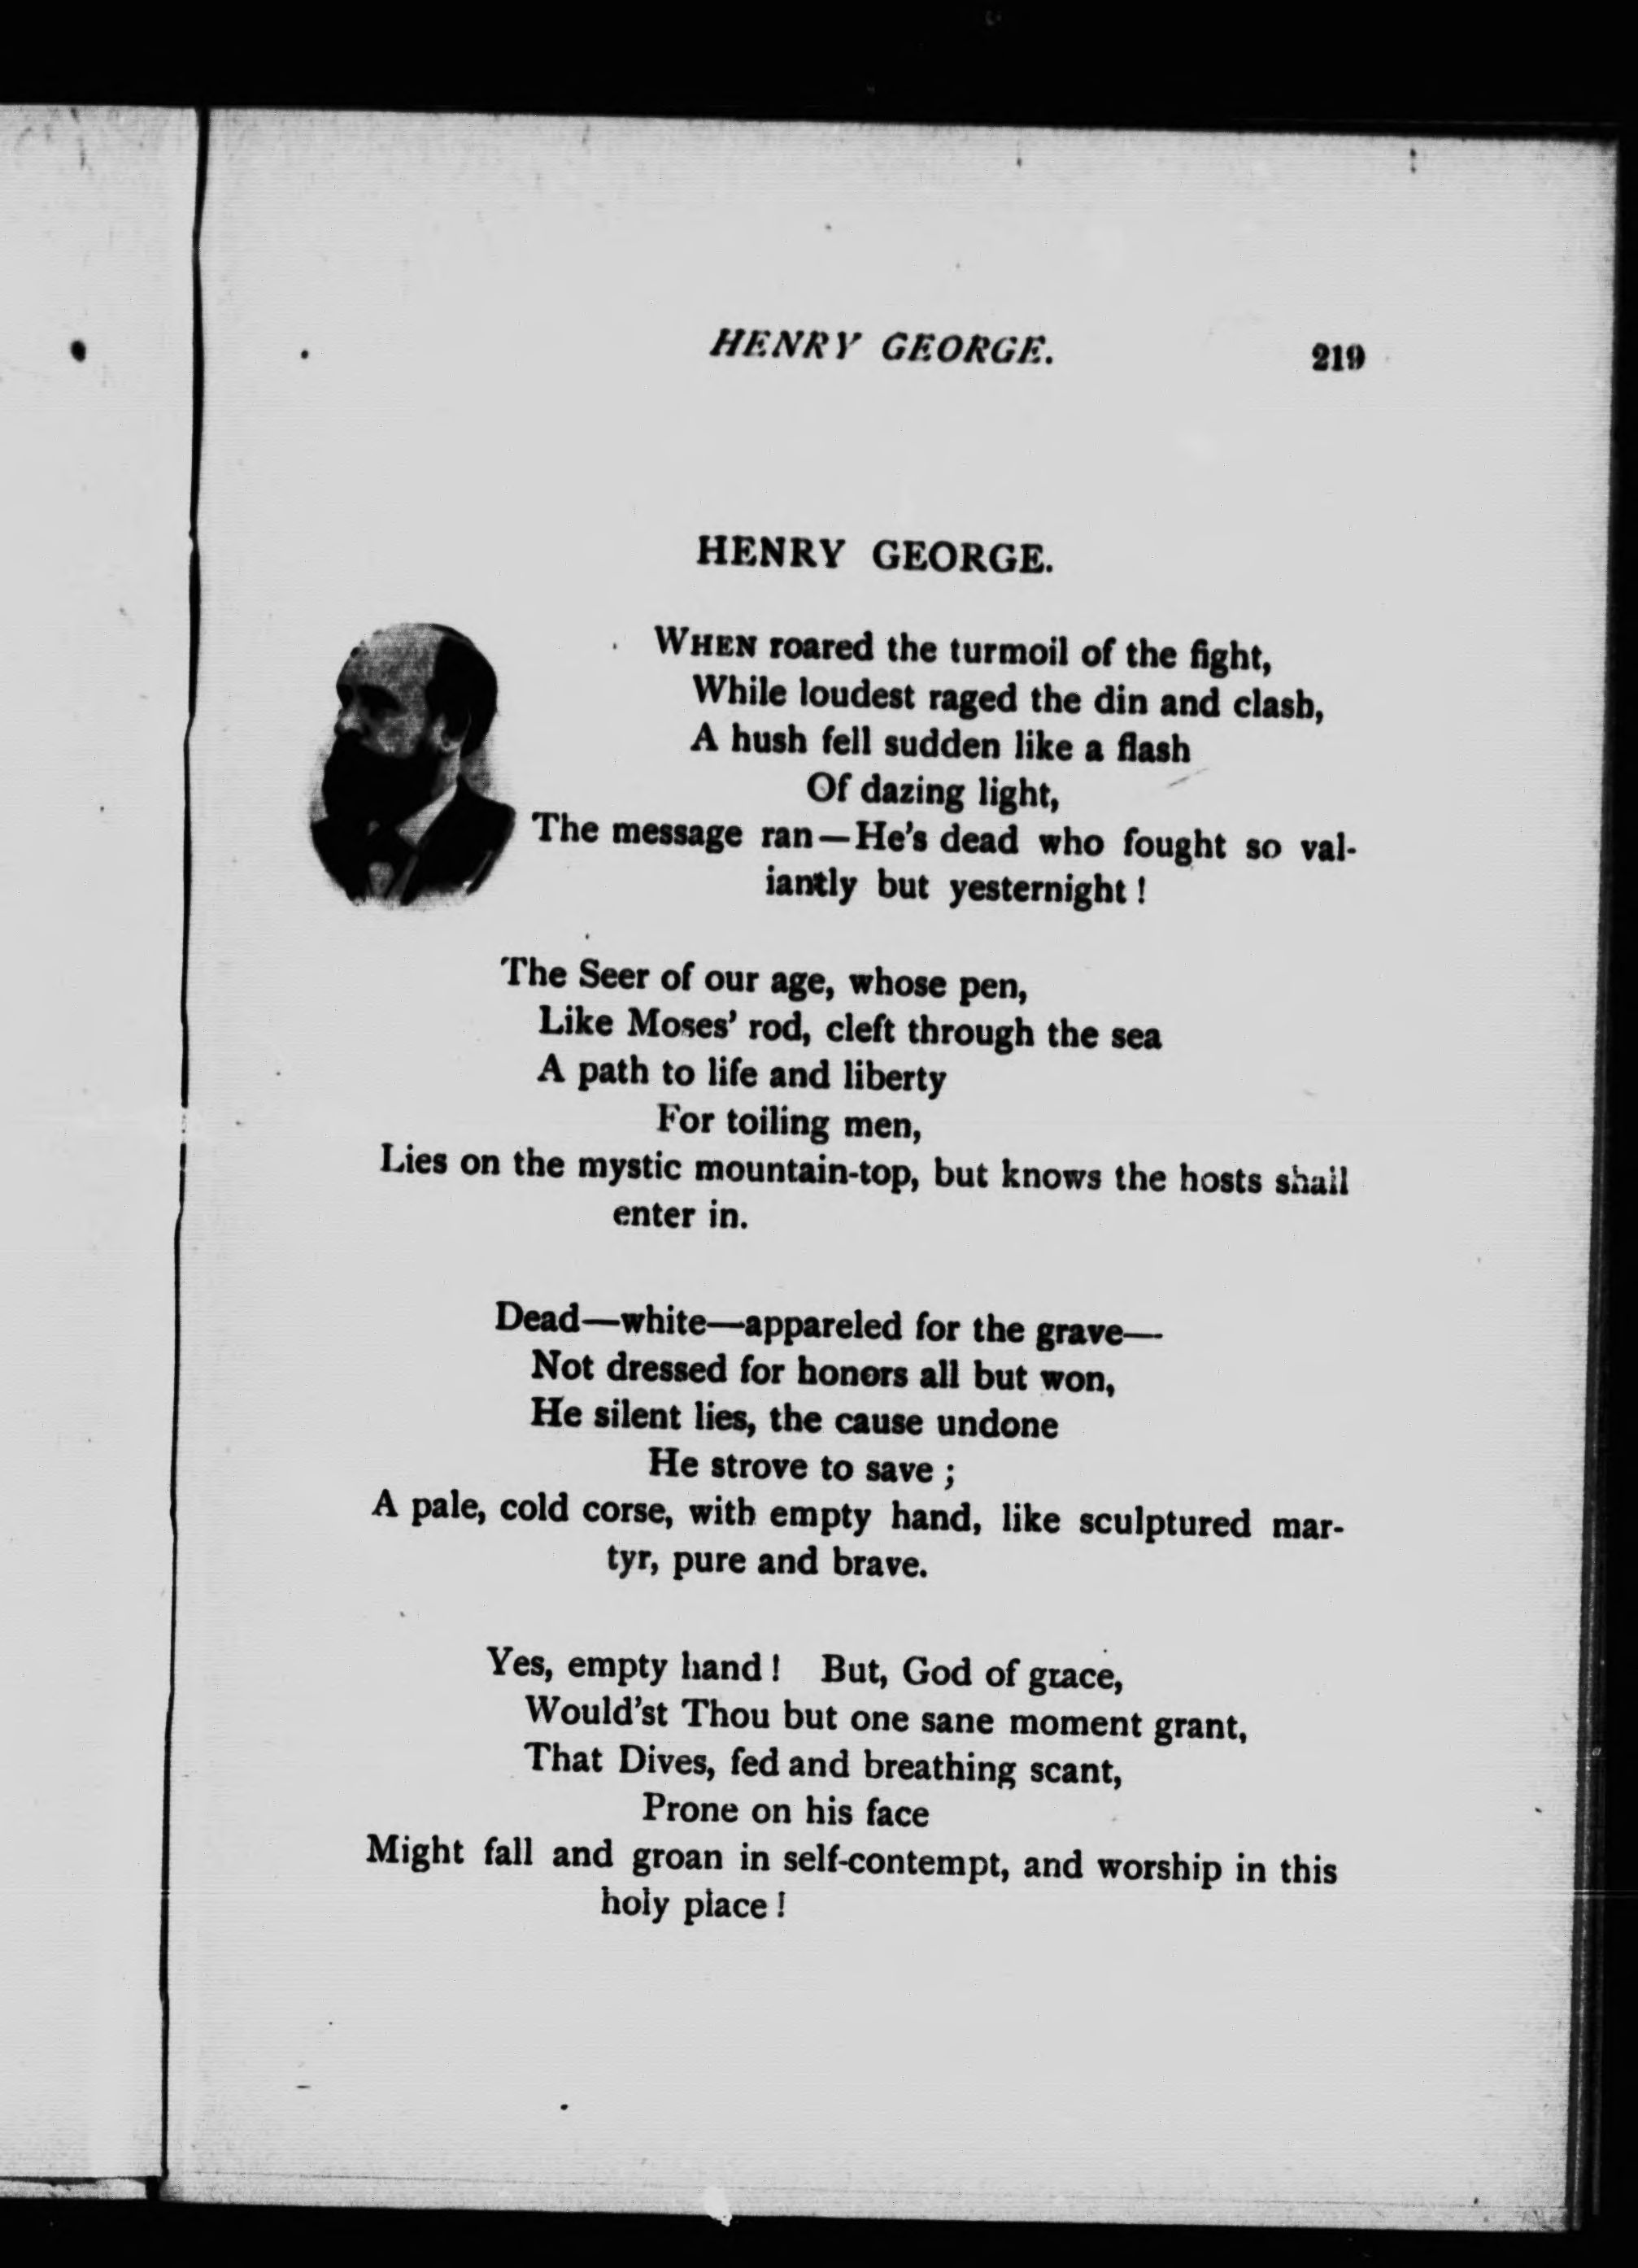 HENRY GEORGE. 219
HENRY GEORGE.
WHEN roared the turmoil of the fight,
While loudest raged the din and clash,
A hush fell sudden like a flash
Of dazing light,
The message ran—He's dead who fought so val-
iantly but yesternight !
The Seer of our age, whose pen,
Like Moses' rod, cleft through the sea
A path to life and liberty
For toiling men,
Lies on the mystic mountain-top, but knows the hosts shall
enter in.
Dead—white—appareled for the grave—
Not dressed for honors all but won,
He silent lies, the cause undone
He strove to save ;
A pale, cold corse, with empty hand, like sculptured mar-
tyr, pure and brave.
Yes, empty hand ! But, God of grace,
Would'st Thou but one sane moment grant,
That Dives, fed and breathing scant,
Prone on his face
Might fall and groan in self-contempt, and worship in this
holy place !